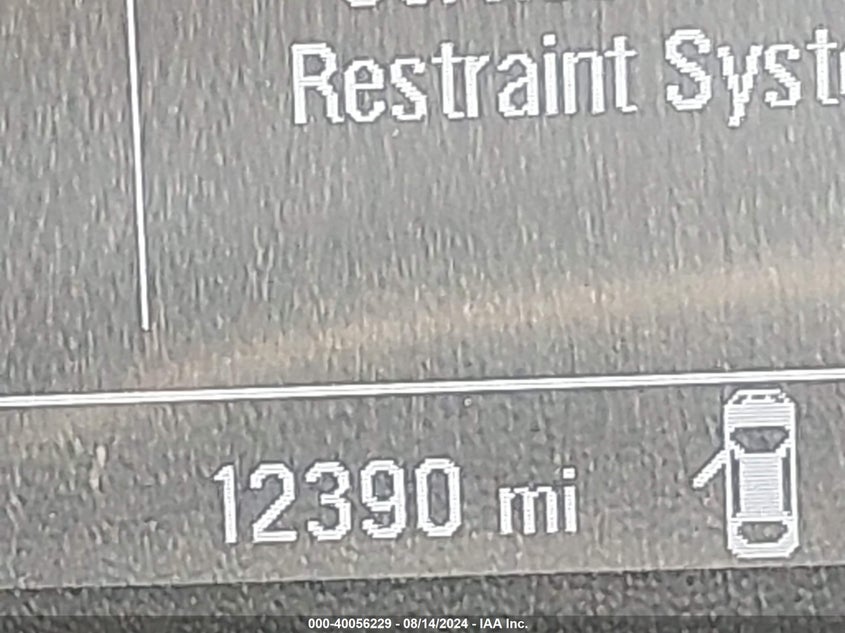 Restraint Syst
12390 mi
000-40056229 - 08/14/2024 - IAA Inc.